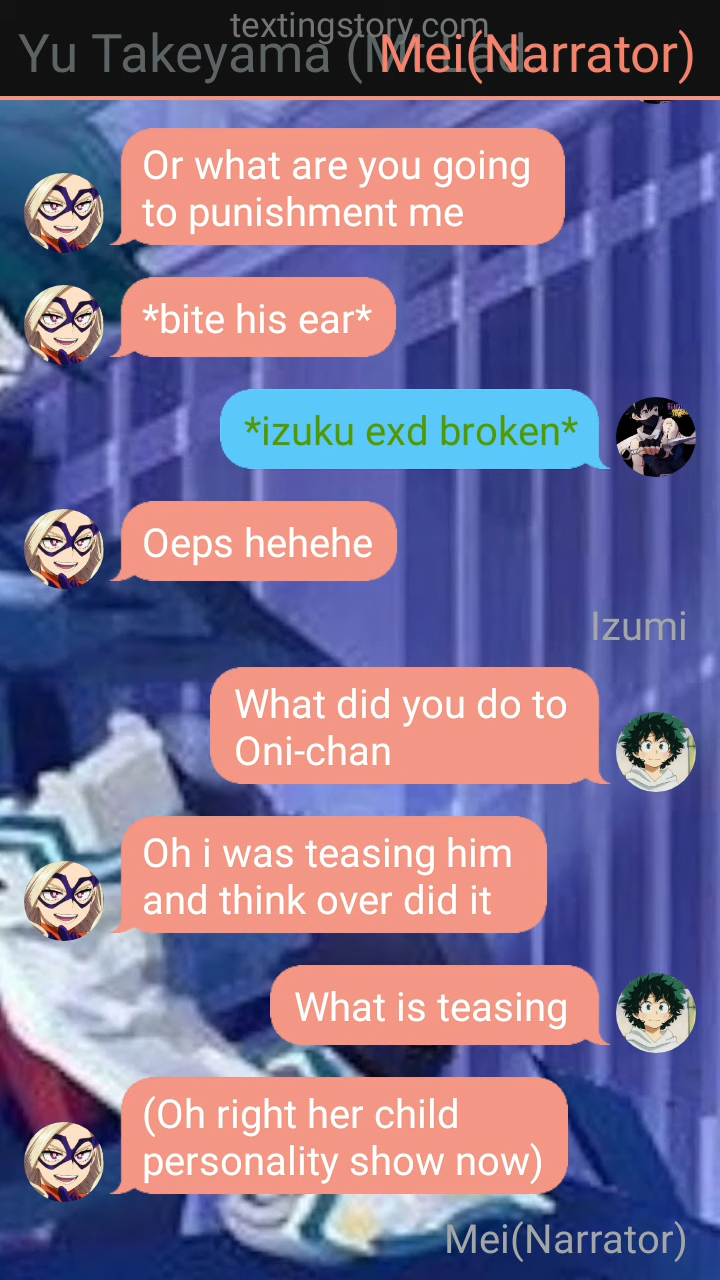 textingstory.com
Yu Takeyama (Mt.Lad
Mei(Narrator)
Or what are you going
to punishment me
*bite his ear*
*izuku exd broken*
Oeps hehehe
Izumi
What did you do to
Oni-chan
Oh i was teasing him
and think over did it
What is teasing
(Oh right her child
personality show now)
Mei(Narrator)